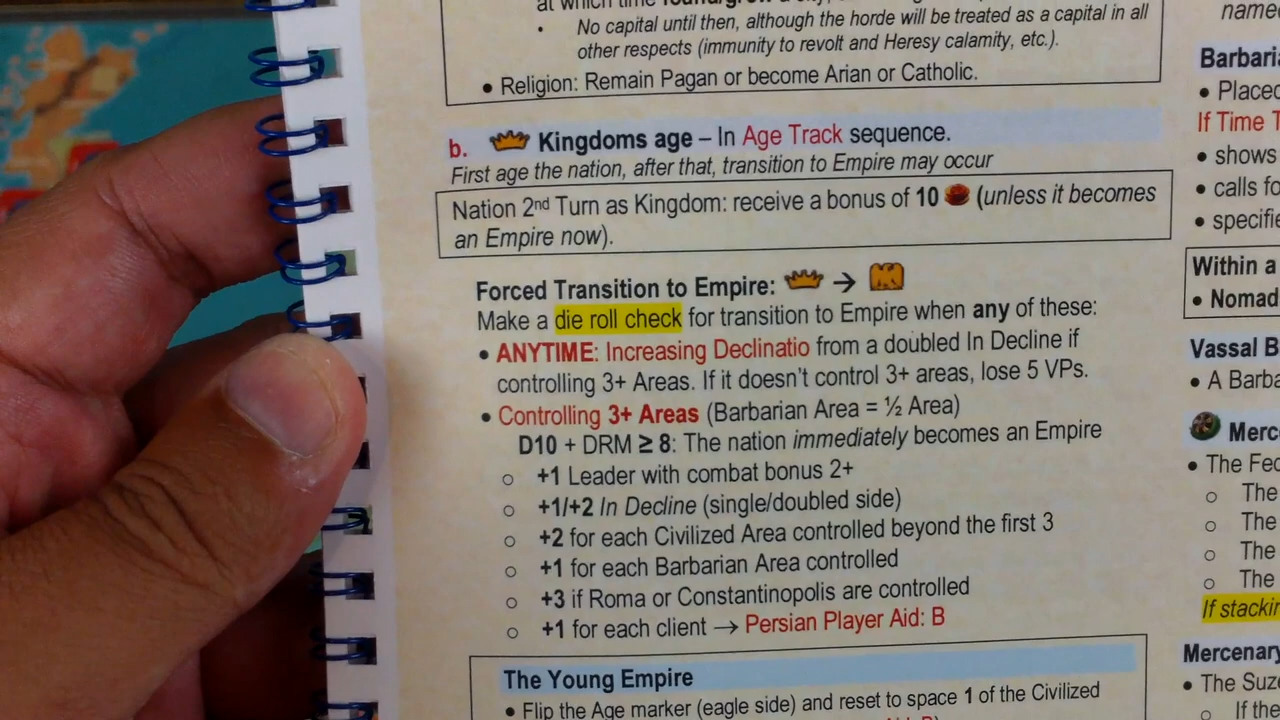 No capital until then, although the horde will be treated as a capital in all
other respects (immunity to revolt and Heresy calamity, etc.).
• Religion: Remain Pagan or become Arian or Catholic.
b. Kingdoms age – In Age Track sequence.
First age the nation, after that, transition to Empire may occur
Nation 2nd Turn as Kingdom: receive a bonus of 10 (unless it becomes
an Empire now).
Forced Transition to Empire: →
Make a die roll check for transition to Empire when any of these:
• ANYTIME: Increasing Declinatio from a doubled In Decline if
controlling 3+ Areas. If it doesn't control 3+ areas, lose 5 VPs.
• Controlling 3+ Areas (Barbarian Area = ½ Area)
D10 + DRM ≥ 8: The nation immediately becomes an Empire
○ +1 Leader with combat bonus 2+
○ +1/+2 In Decline (single/doubled side)
○ +2 for each Civilized Area controlled beyond the first 3
○ +1 for each Barbarian Area controlled
○ +3 if Roma or Constantinopolis are controlled
○ +1 for each client → Persian Player Aid: B
The Young Empire
• Flip the Age marker (eagle side) and reset to space 1 of the Civilized
• Placed
If Time
• shows
• calls
Within a
• Nomad
Vassal
• A
• The
○ The
○ The
○ The
○ The
If
Mercenary
• The
○ If the